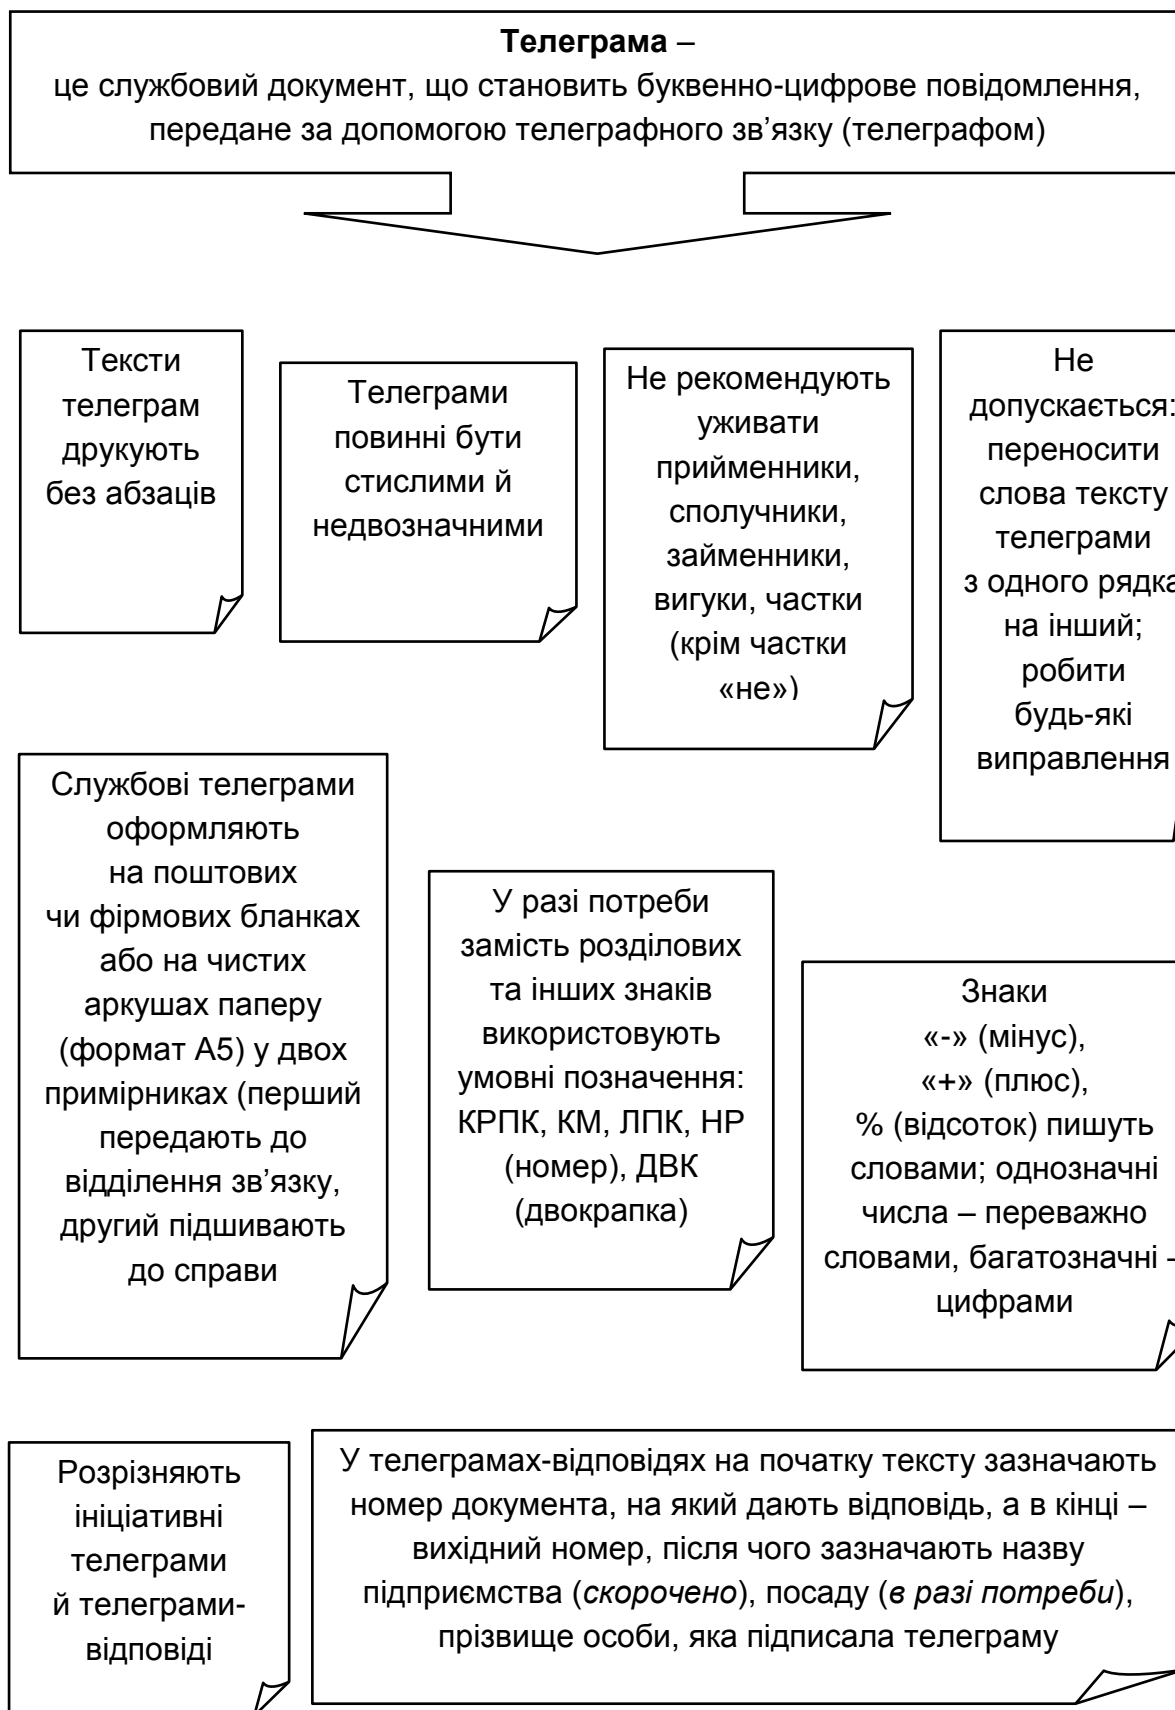 Телеграма –
це службовий документ, що становить буквенно-цифрове повідомлення,
передане за допомогою телеграфного зв’язку (телеграфом)
Тексти
телеграм
друкують
без абзаців
Телеграми
повинні бути
стислими й
недвозначними
Не рекомендують
уживати
прийменники,
сполучники,
займенники,
вигуки, частки
(крім частки
«не»)
Не
допускається:
переносити
слова тексту
телеграми
з одного рядка
на інший;
робити
будь-які
виправлення
Службові телеграми
оформляють
на поштових
чи фірмових бланках
або на чистих
аркушах паперу
(формат А5) у двох
примірниках (перший
передають до
відділення зв’язку,
другий підшивають
до справи
У разі потреби
замість розділових
та інших знаків
використовують
умовні позначення:
КРПК, КМ, ЛПК, НР
(номер), ДВК
(двокрапка)
Знаки
«-» (мінус),
«+» (плюс),
% (відсоток) пишуть
словами; однозначні
числа – переважно
словами, багатозначні –
цифрами
Розрізняють
ініціативні
телеграми
й телеграми-
відповіді
У телеграмах-відповідях на початку тексту зазначають
номер документа, на який дають відповідь, а в кінці –
вихідний номер, після чого зазначають назву
підприємства (скорочено), посаду (в разі потреби),
прізвище особи, яка підписала телеграму